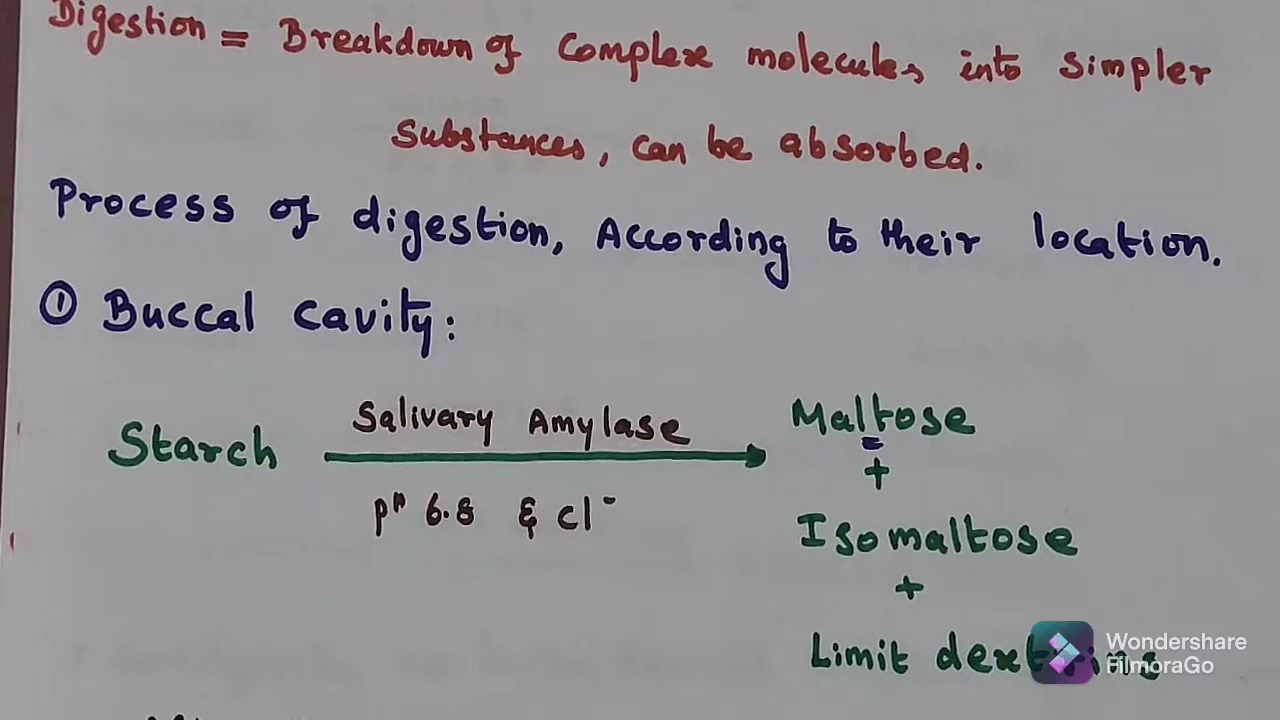 Digestion = Breakdown of Complex molecules into Simpler
Substances, can be absorbed.
Process of digestion, According to their location.
① Buccal cavity:
Starch Salivary Amylase Maltose
pH 6.8 & cl⁻
+
Isomaltose
+
Limit dextrins
Wondershare
FilmoraGo